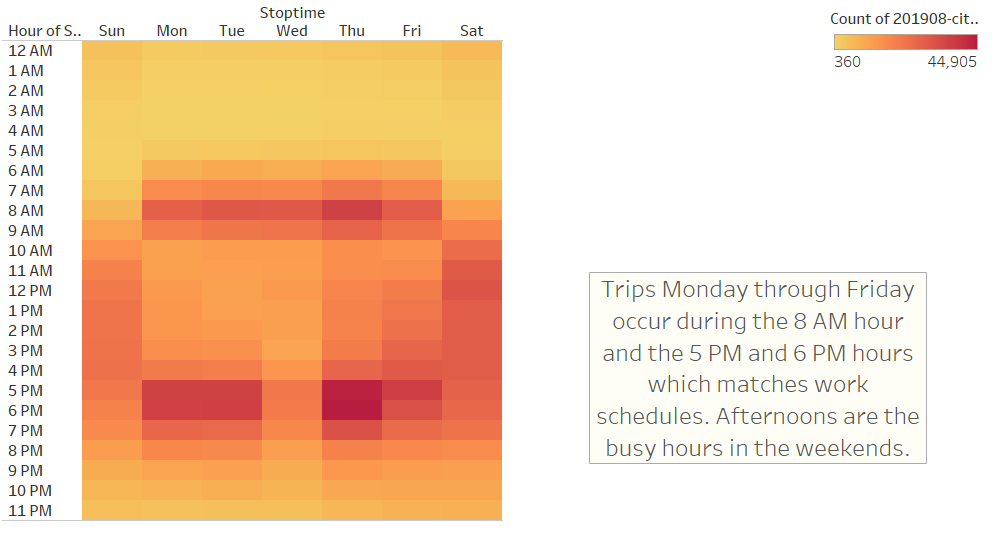 Stoptime
Hour of S.. Sun Mon Tue Wed Thu Fri Sat
12 AM
1 AM
2 AM
3 AM
4 AM
5 AM
6 AM
7 AM
8 AM
9 AM
10 AM
11 AM
12 PM
1 PM
2 PM
3 PM
4 PM
5 PM
6 PM
7 PM
8 PM
9 PM
10 PM
11 PM
Count of 201908-cit..
360 44,905
Trips Monday through Friday
occur during the 8 AM hour
and the 5 PM and 6 PM hours
which matches work
schedules. Afternoons are the
busy hours in the weekends.